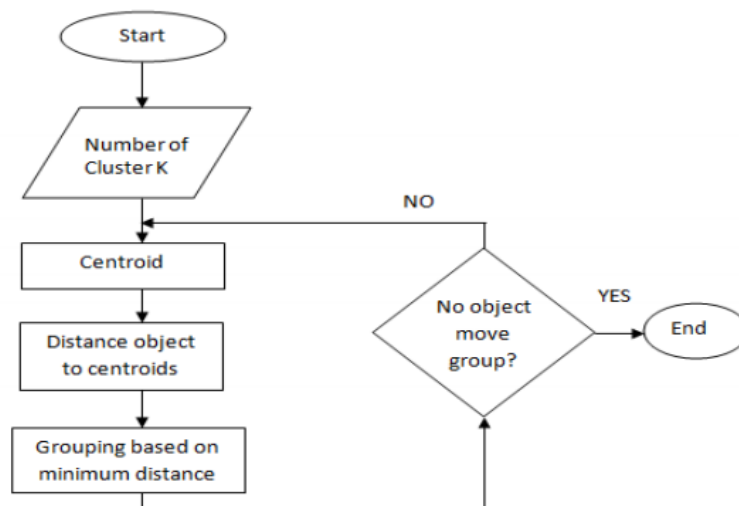 Start
Number of
Cluster K
NO
Centroid
YES
No object
move
group?
End
Distance object
to centroids
Grouping based on
minimum distance